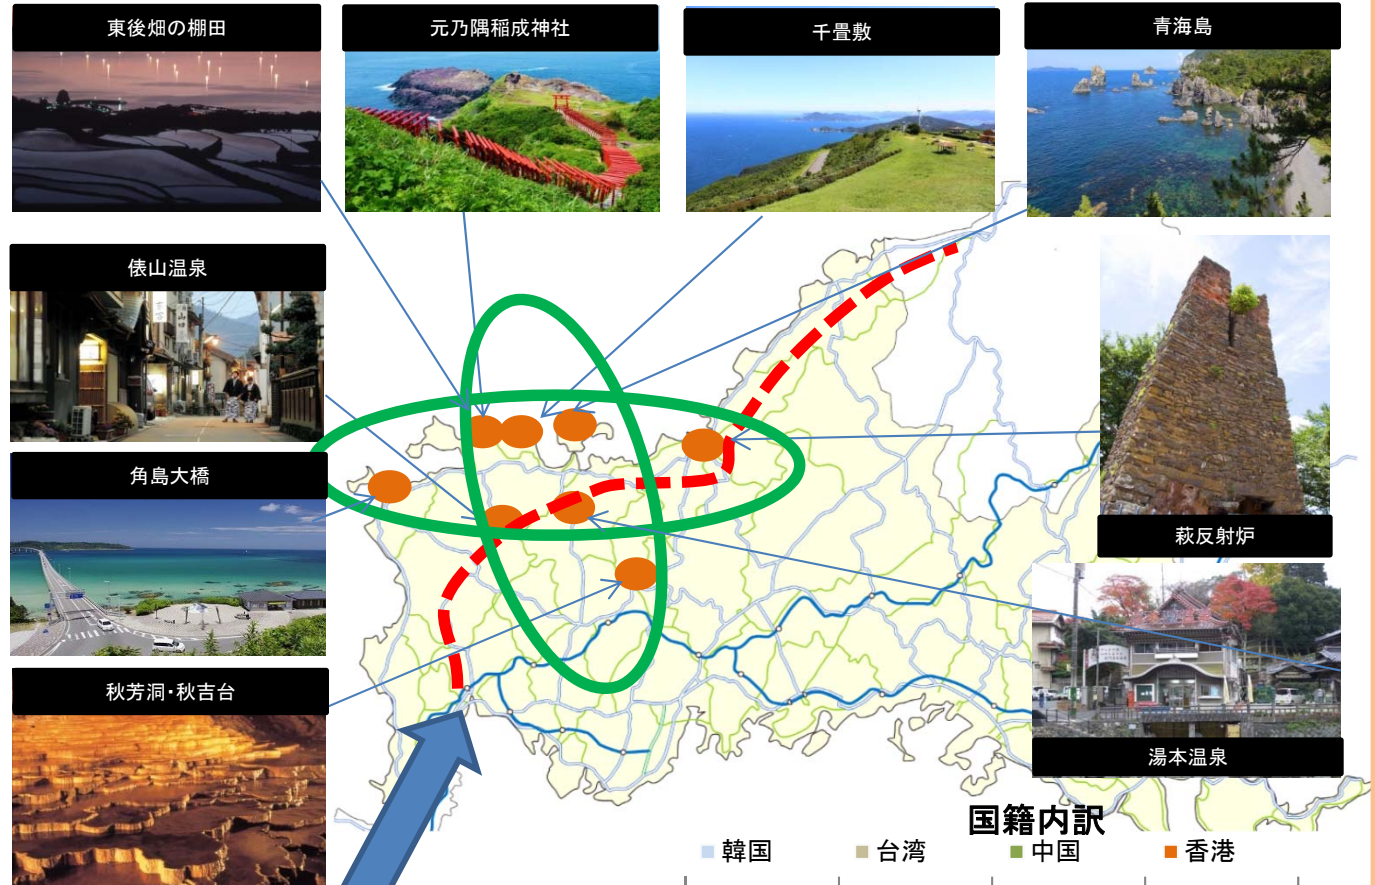 東後畑の棚田
元乃隅稲成神社
千畳敷
青海島
俵山温泉
角島大橋
萩反射炉
秋芳洞・秋吉台
湯本温泉
国籍内訳
韓国
台湾
中国
香港